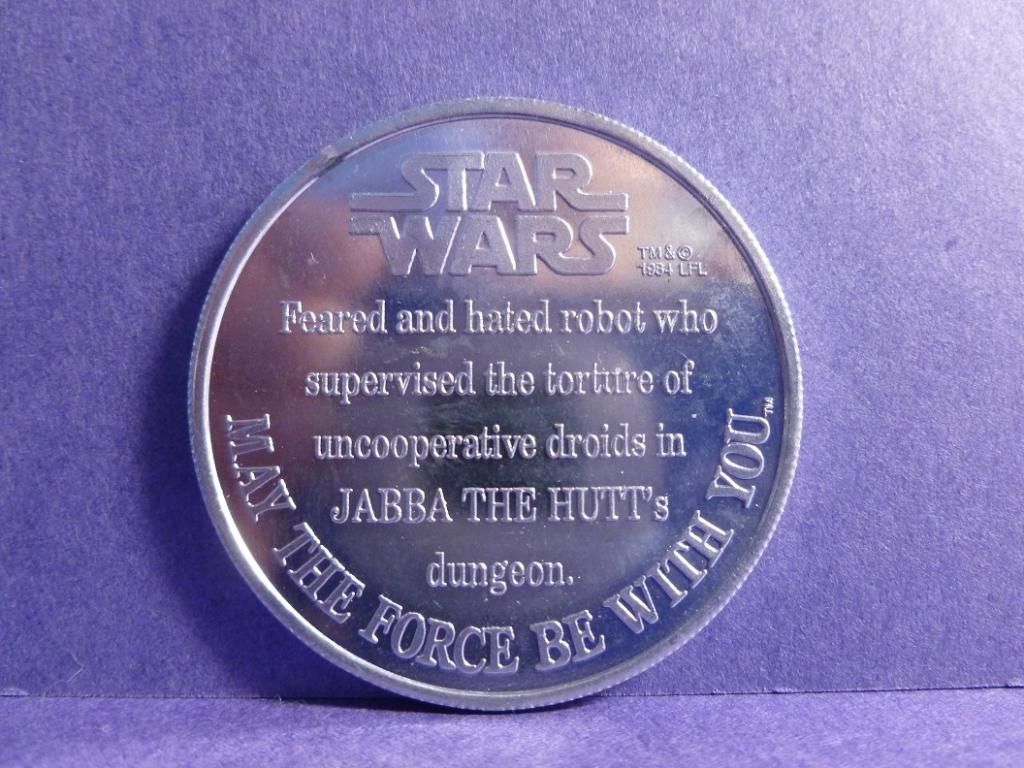 STAR
WARS
TM & ©
1984 LFL
Feared and hated robot who
supervised the torture of
uncooperative droids in
JABBA THE HUTT's
dungeon.
MAY THE FORCE BE WITH YOU™